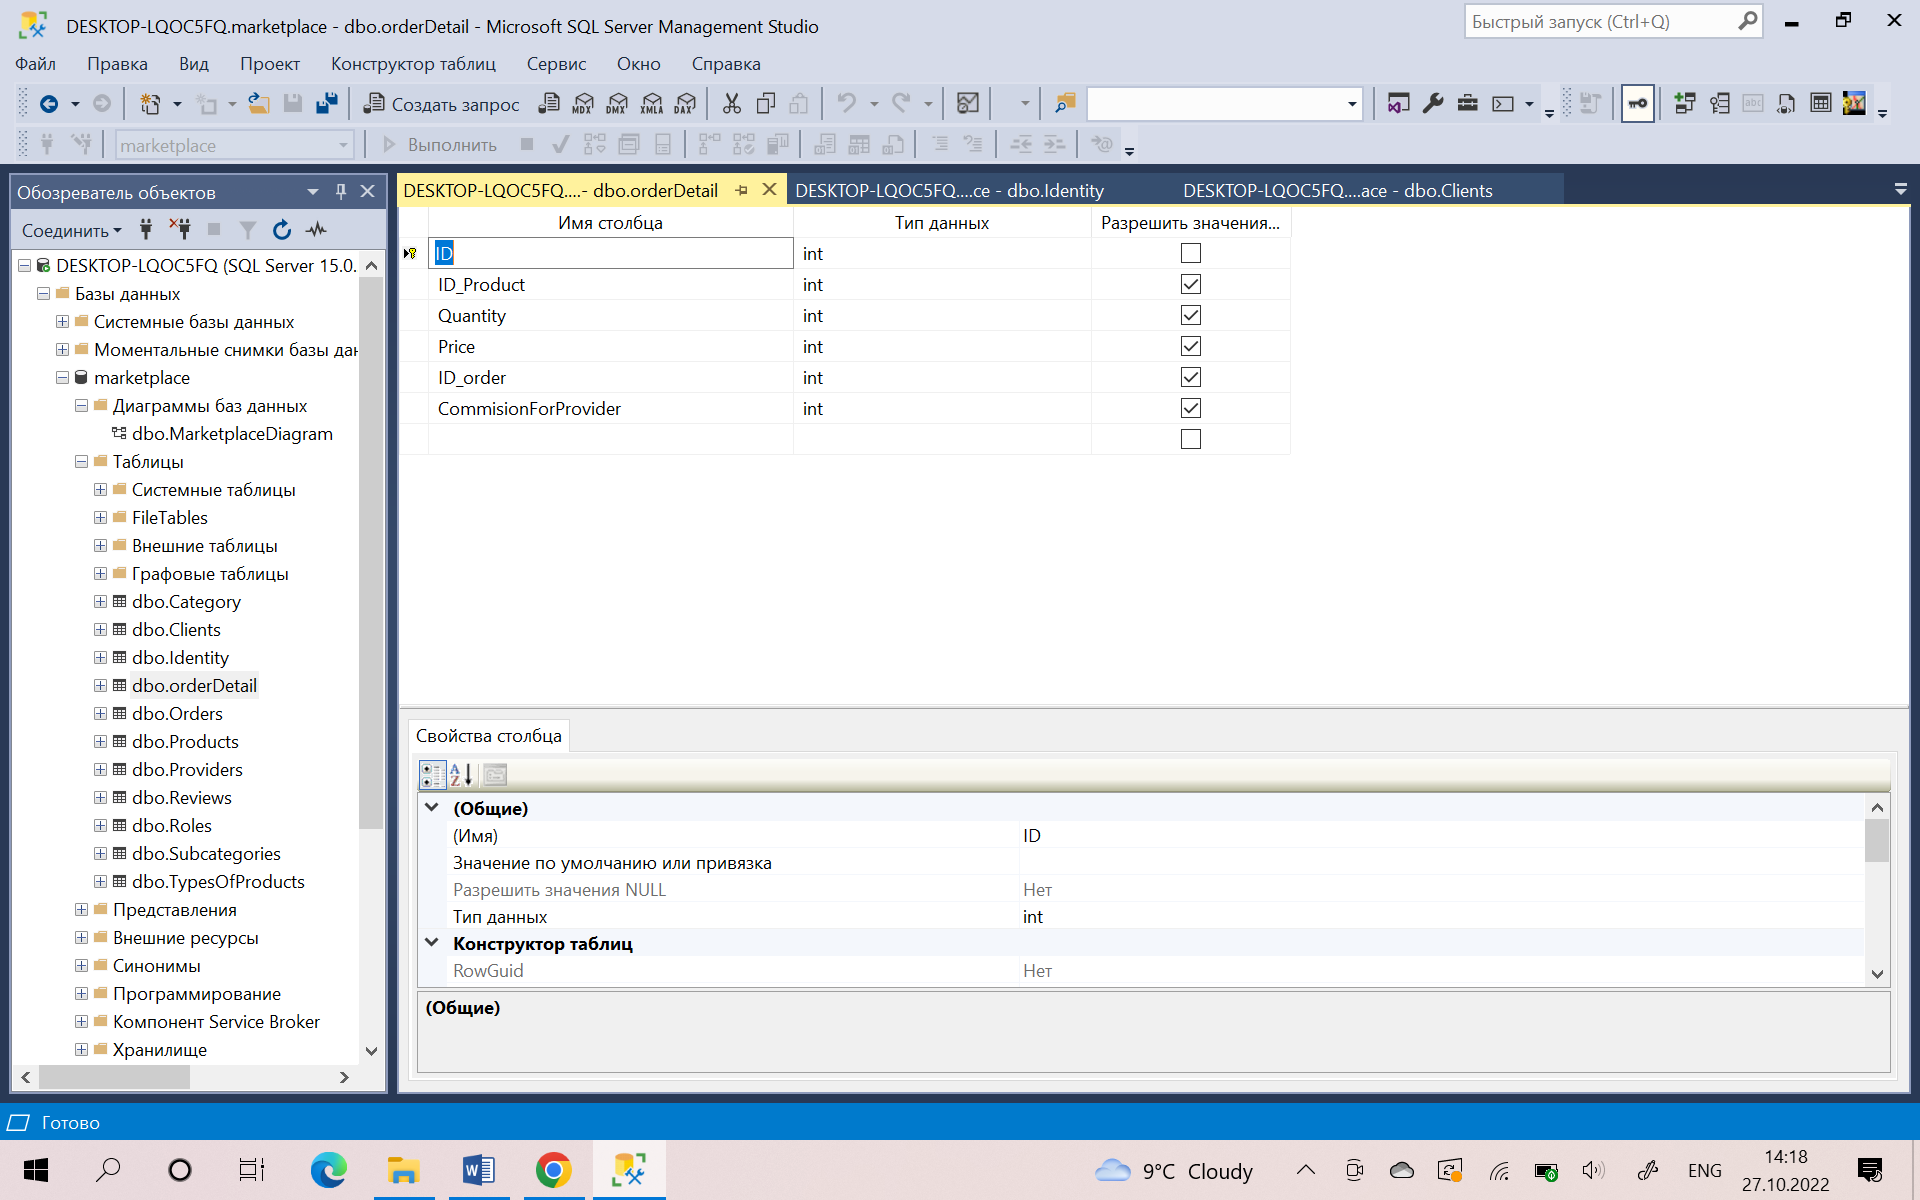 DESKTOP-LQOC5FQ.marketplace - dbo.orderDetail - Microsoft SQL Server Management Studio
Быстрый запуск (Ctrl+Q)
Файл Правка Вид Проект Конструктор таблиц Сервис Окно Справка
Создать запрос MDX DMX XMLA DAX
marketplace Выполнить
Обозреватель объектов
Соединить
DESKTOP-LQOC5FQ (SQL Server 15.0.
Базы данных
Системные базы данных
Моментальные снимки базы дан
marketplace
Диаграммы баз данных
dbo.MarketplaceDiagram
Таблицы
Системные таблицы
FileTables
Внешние таблицы
Графовые таблицы
dbo.Category
dbo.Clients
dbo.Identity
dbo.orderDetail
dbo.Orders
dbo.Products
dbo.Providers
dbo.Reviews
dbo.Roles
dbo.Subcategories
dbo.TypesOfProducts
Представления
Внешние ресурсы
Синонимы
Программирование
Компонент Service Broker
Хранилище
DESKTOP-LQOC5FQ....- dbo.orderDetail DESKTOP-LQOC5FQ....ce - dbo.Identity DESKTOP-LQOC5FQ....ace - dbo.Clients
Имя столбца Тип данных Разрешить значения...
ID int
ID_Product int
Quantity int
Price int
ID_order int
CommisionForProvider int
Свойства столбца
(Общие)
(Имя) ID
Значение по умолчанию или привязка
Разрешить значения NULL Нет
Тип данных int
Конструктор таблиц
RowGuid Нет
(Общие)
Готово
9°C Cloudy
ENG
14:18
27.10.2022